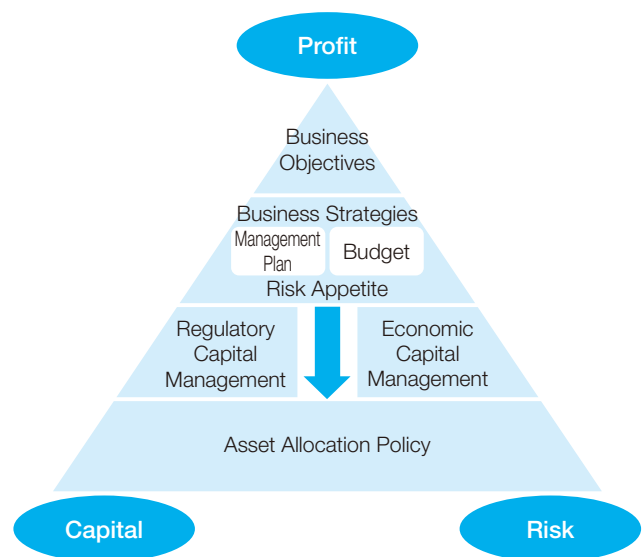 Profit
Business
Objectives
Business Strategies
Management
Plan
Budget
Risk Appetite
Regulatory
Capital
Management
Economic
Capital
Management
Asset Allocation Policy
Capital
Risk